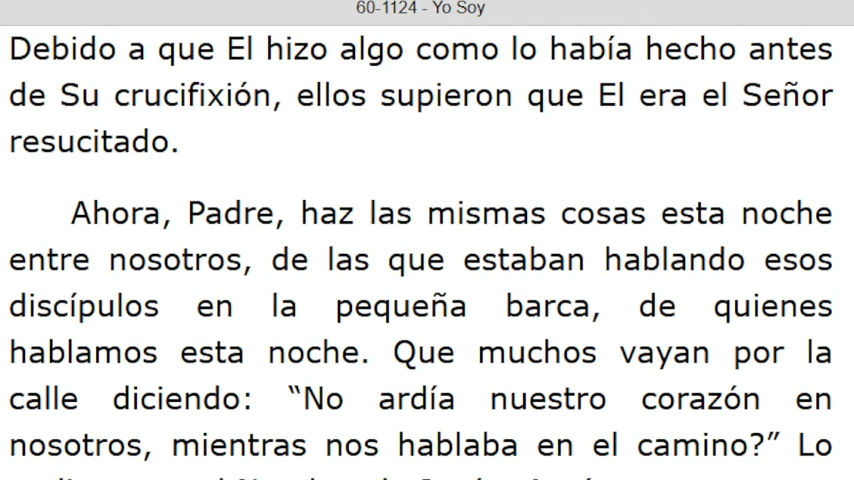 60-1124 - Yo Soy
Debido a que El hizo algo como lo había hecho antes
de Su crucifixión, ellos supieron que El era el Señor
resucitado.
Ahora, Padre, haz las mismas cosas esta noche
entre nosotros, de las que estaban hablando esos
discípulos en la pequeña barca, de quienes
hablamos esta noche. Que muchos vayan por la
calle diciendo: “No ardía nuestro corazón en
nosotros, mientras nos hablaba en el camino?” Lo